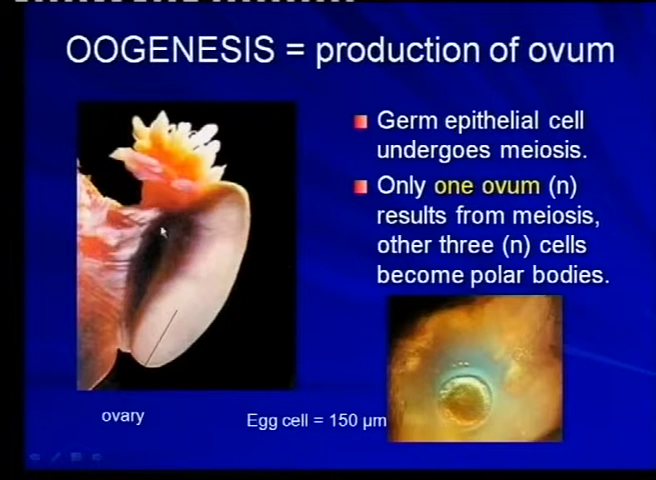 OOGENESIS = production of ovum
Germ epithelial cell
undergoes meiosis.
Only one ovum (n)
results from meiosis,
other three (n) cells
become polar bodies.
ovary
Egg cell = 150 µm